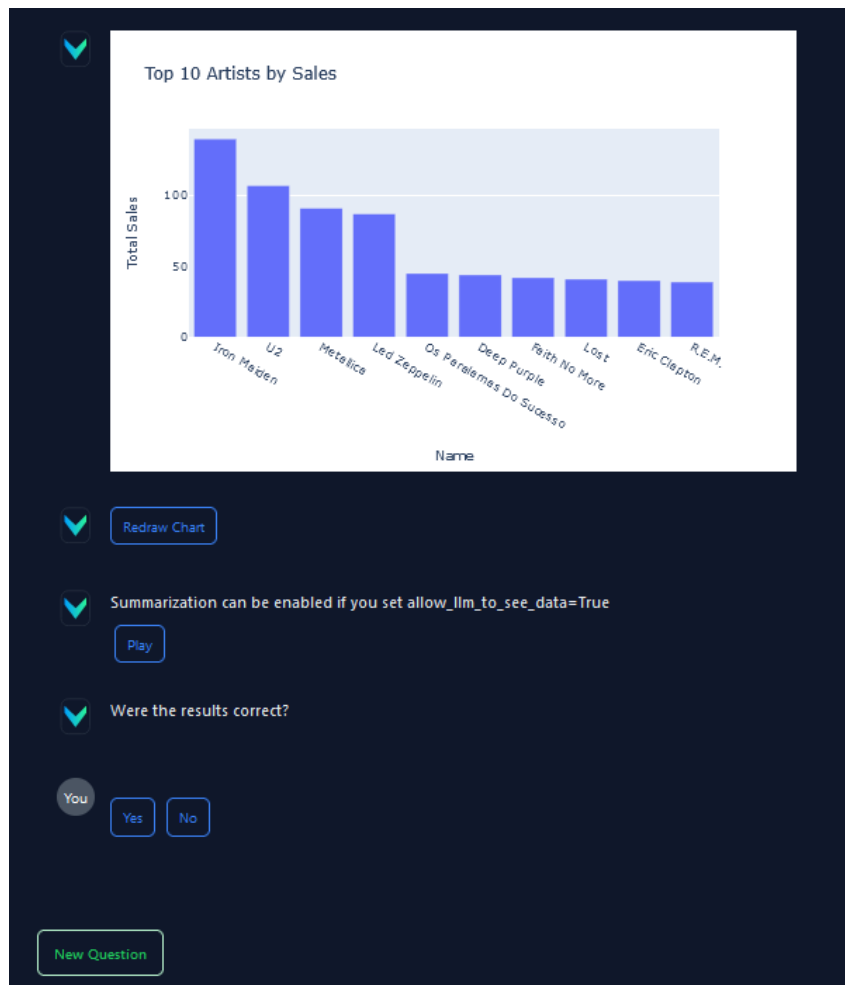 Top 10 Artists by Sales
Total Sales
100
50
0
Iron Maiden
U2
Metallica
Led Zeppelin
Os Paralamas Do Sucesso
Deep Purple
Faith No More
Lost
Eric Clapton
R.E.M.
Name
Redraw Chart
Summarization can be enabled if you set allow_llm_to_see_data=True
Play
Were the results correct?
You
Yes No
New Question